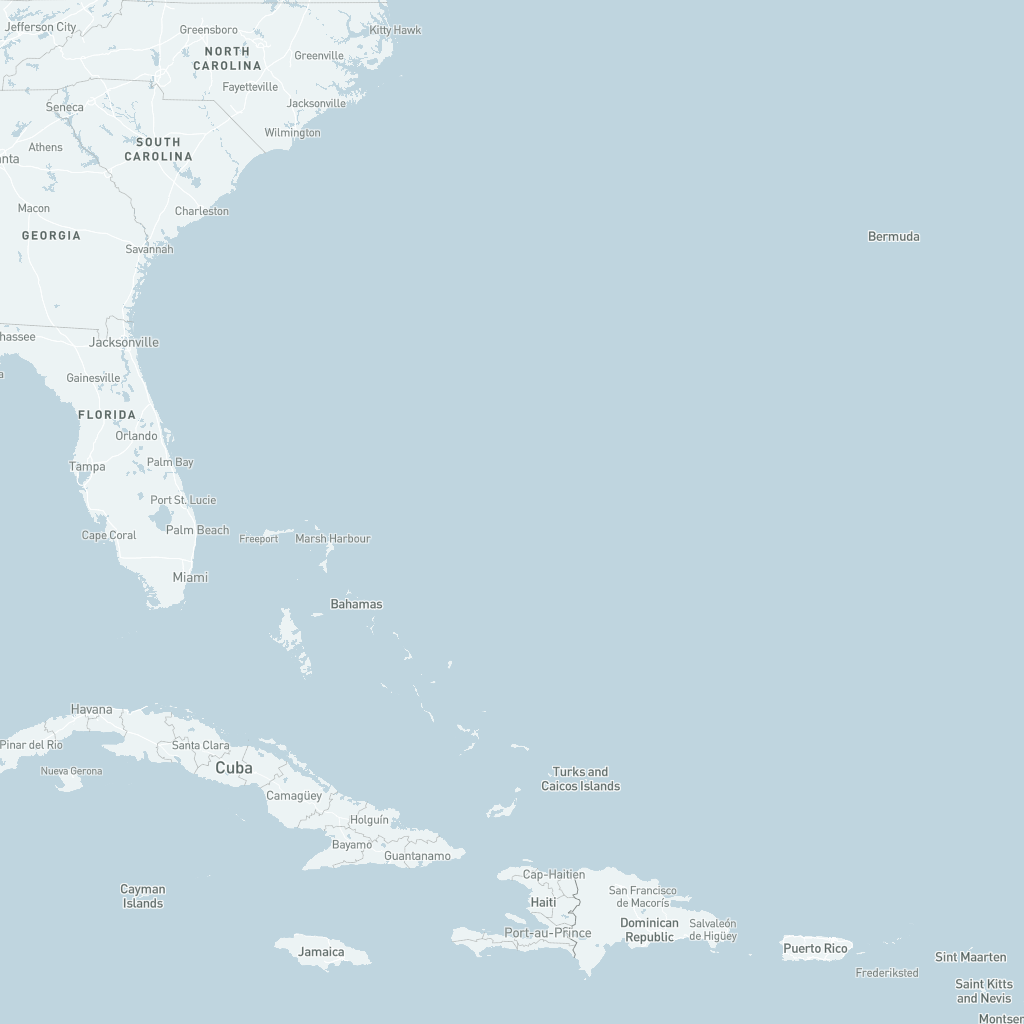 Jefferson City
Greensboro
Kitty Hawk
NORTH
CAROLINA
Greenville
Fayetteville
Jacksonville
Seneca
Wilmington
SOUTH
CAROLINA
Athens
nta
Macon
Charleston
GEORGIA
Bermuda
Savannah
hassee
Jacksonville
a
Gainesville
FLORIDA
Orlando
Tampa
Palm Bay
Port St. Lucie
Palm Beach
Cape Coral
Freeport
Marsh Harbour
Miami
Bahamas
Havana
Pinar del Rio
Santa Clara
Nueva Gerona
Cuba
Turks and
Caicos Islands
Camagüey
Holguín
Bayamo
Guantanamo
Cap-Haitien
Cayman
Islands
San Francisco
de Macorís
Haiti
Dominican
Republic
Salvaleón
de Higüey
Port-au-Prince
Jamaica
Puerto Rico
Sint Maarten
Frederiksted
Saint Kitts
and Nevis
Montser